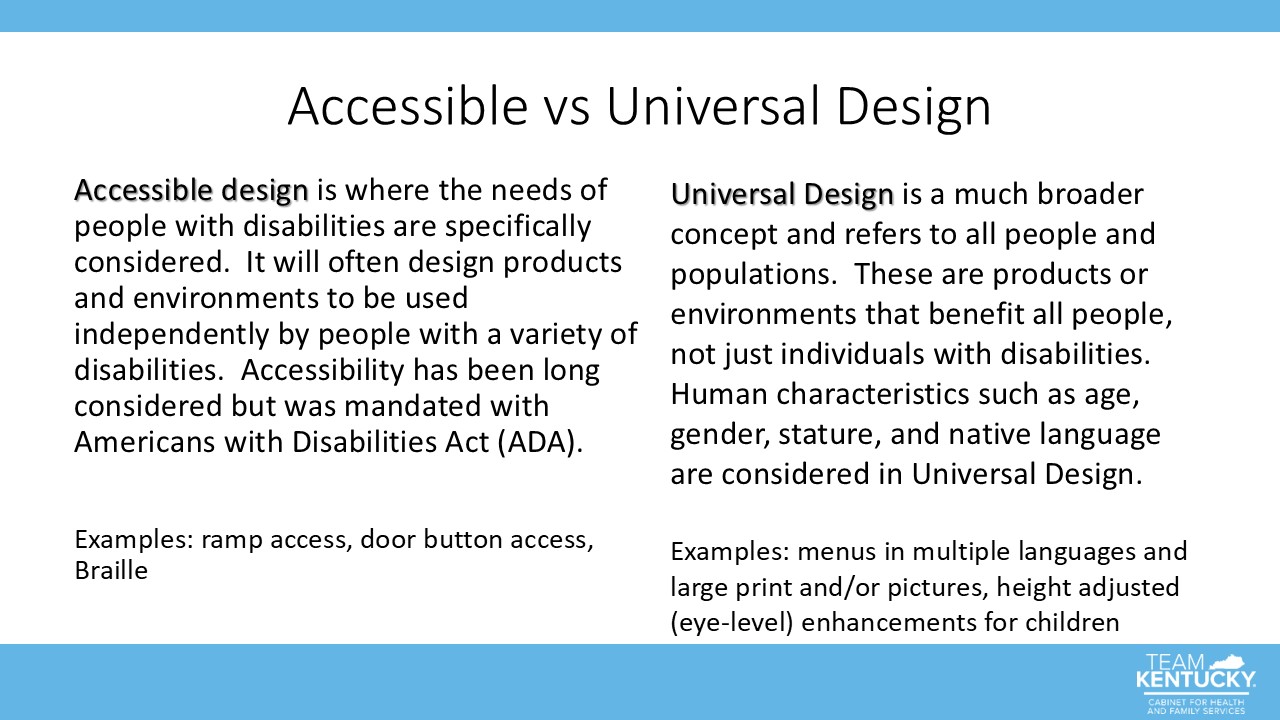 Accessible vs Universal Design
Accessible design is where the needs of
people with disabilities are specifically
considered.  It will often design products
and environments to be used
independently by people with a variety of
disabilities.  Accessibility has been long
considered but was mandated with
Americans with Disabilities Act (ADA).
Examples: ramp access, door button access,
Braille
Universal Design is a much broader
concept and refers to all people and
populations.  These are products or
environments that benefit all people,
not just individuals with disabilities.
Human characteristics such as age,
gender, stature, and native language
are considered in Universal Design.
Examples: menus in multiple languages and
large print and/or pictures, height adjusted
(eye-level) enhancements for children
TEAM
KENTUCKY.
CABINET FOR HEALTH
AND FAMILY SERVICES